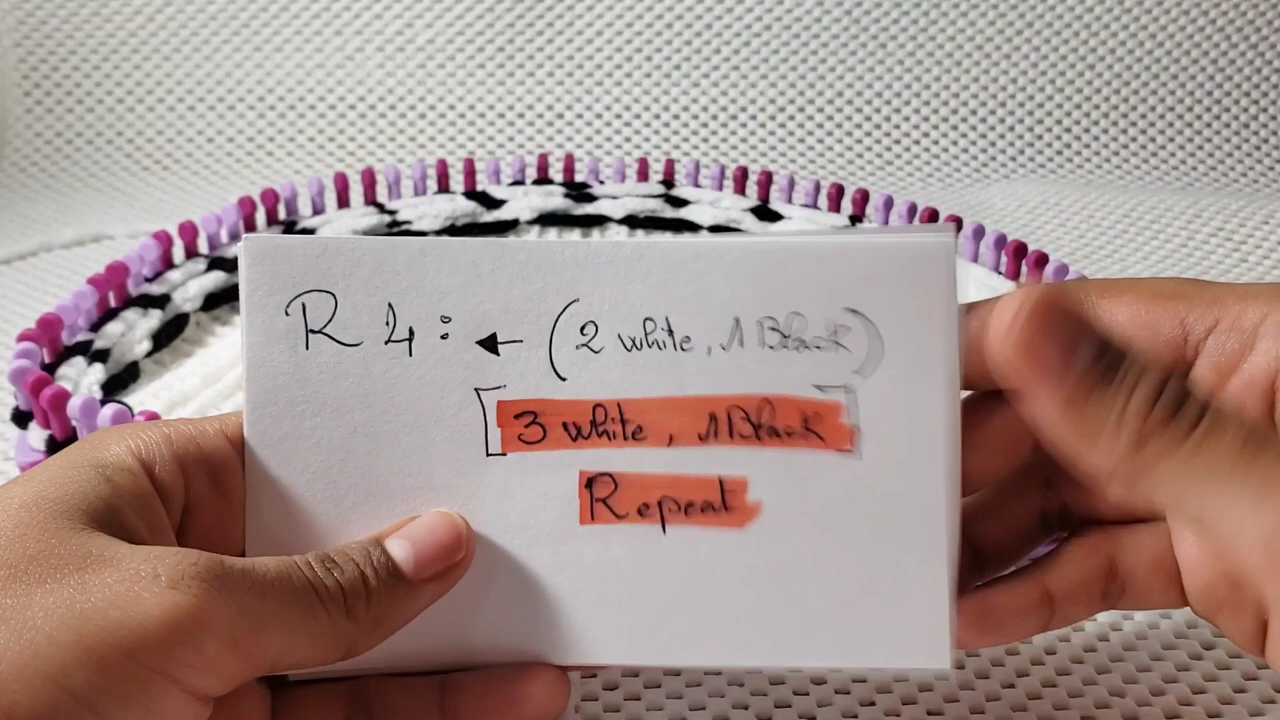 R 4: ← (2 white, 1 Black)
[3 white, 1 Black]
Repeat